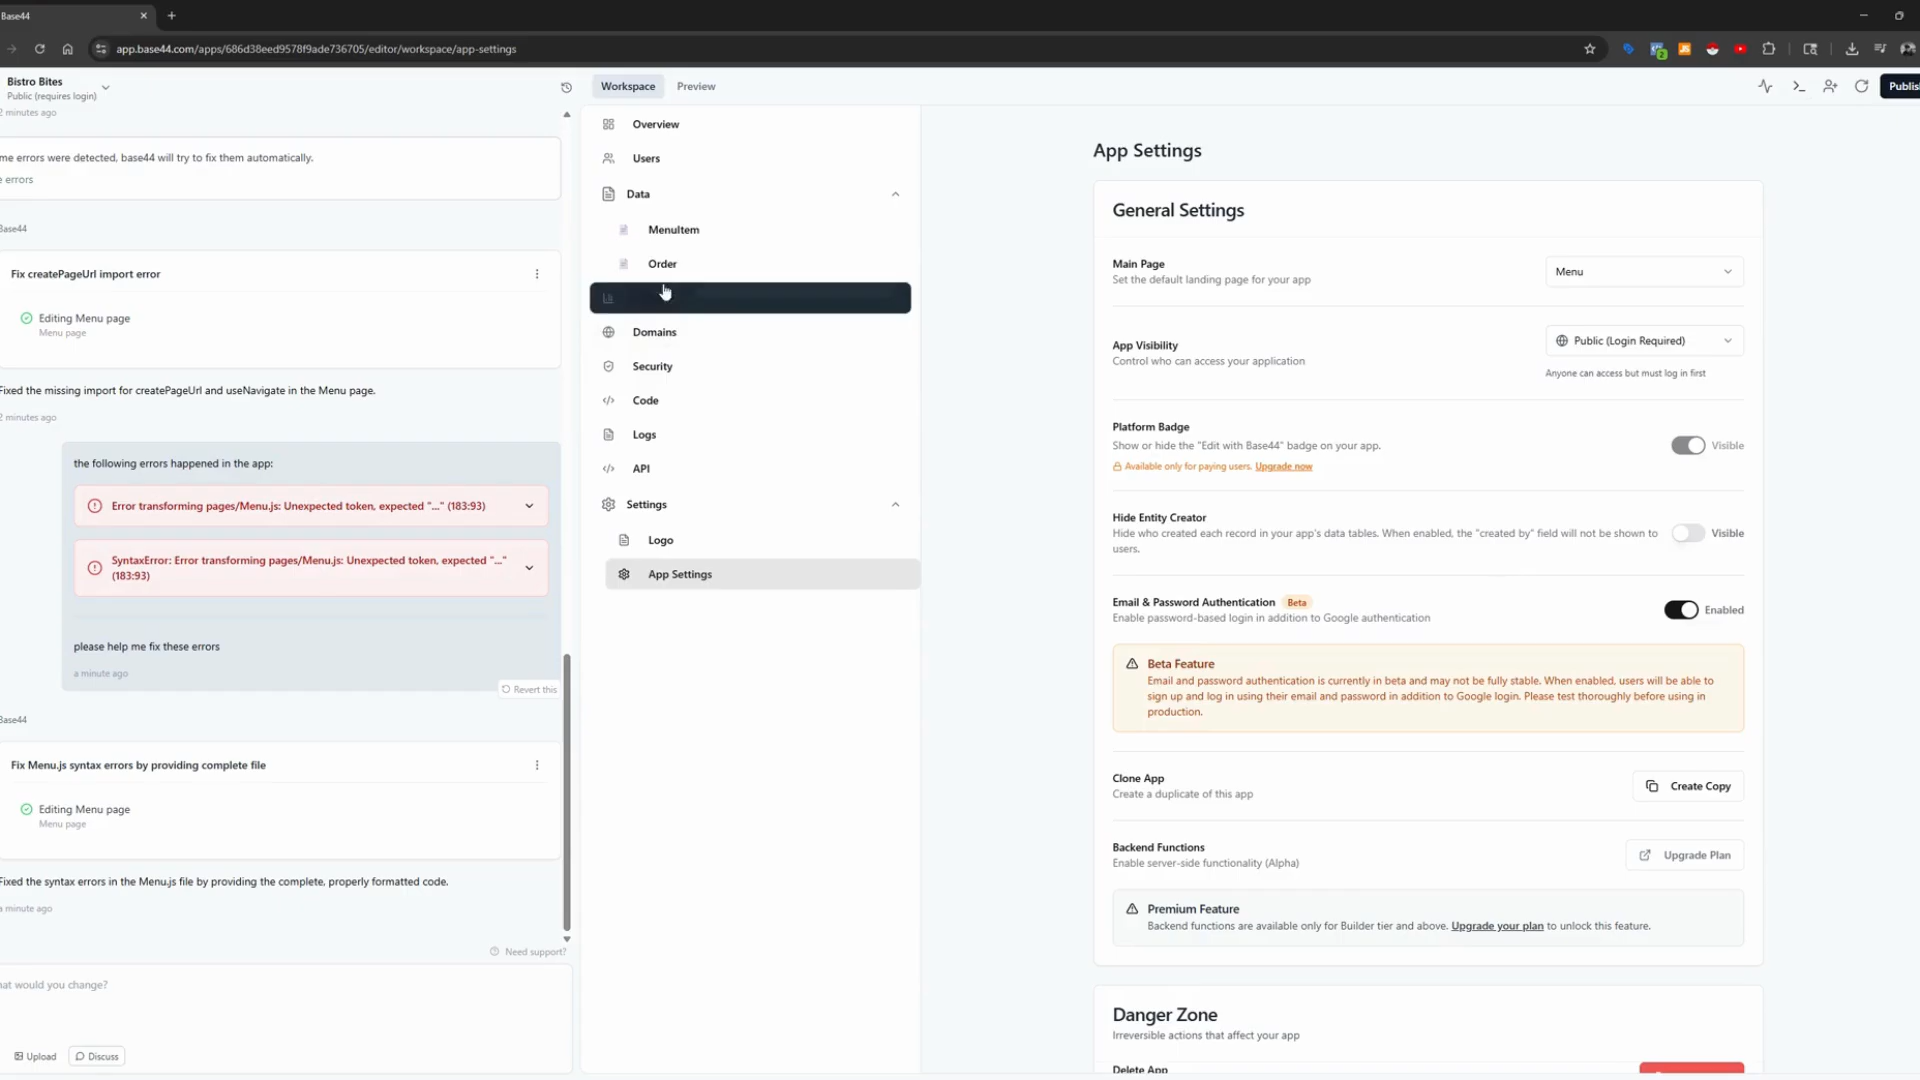 Base44
app.base44.com/apps/686d38eed9578f9ade736705/editor/workspace/app-settings
Bistro Bites
Public (requires login)
2 minutes ago
me errors were detected, base44 will try to fix them automatically.
e errors
Base44
Fix createPageUrl import error
Editing Menu page
Menu page
Fixed the missing import for createPageUrl and useNavigate in the Menu page.
2 minutes ago
the following errors happened in the app:
Error transforming pages/Menu.js: Unexpected token, expected "..." (183:93)
SyntaxError: Error transforming pages/Menu.js: Unexpected token, expected "..."
(183:93)
please help me fix these errors
a minute ago
Revert this
Base44
Fix Menu.js syntax errors by providing complete file
Editing Menu page
Menu page
Fixed the syntax errors in the Menu.js file by providing the complete, properly formatted code.
a minute ago
Need support?
hat would you change?
Upload
Discuss
Workspace
Preview
Publis
Overview
Users
Data
MenuItem
Order
Domains
Security
Code
Logs
API
Settings
Logo
App Settings
App Settings
General Settings
Main Page
Set the default landing page for your app
Menu
App Visibility
Control who can access your application
Public (Login Required)
Anyone can access but must log in first
Platform Badge
Show or hide the "Edit with Base44" badge on your app.
Available only for paying users. Upgrade now
Visible
Hide Entity Creator
Hide who created each record in your app's data tables. When enabled, the "created by" field will not be shown to
users.
Visible
Email & Password Authentication Beta
Enable password-based login in addition to Google authentication
Enabled
Beta Feature
Email and password authentication is currently in beta and may not be fully stable. When enabled, users will be able to
sign up and log in using their email and password in addition to Google login. Please test thoroughly before using in
production.
Clone App
Create a duplicate of this app
Create Copy
Backend Functions
Enable server-side functionality (Alpha)
Upgrade Plan
Premium Feature
Backend functions are available only for Builder tier and above. Upgrade your plan to unlock this feature.
Danger Zone
Irreversible actions that affect your app
Delete App